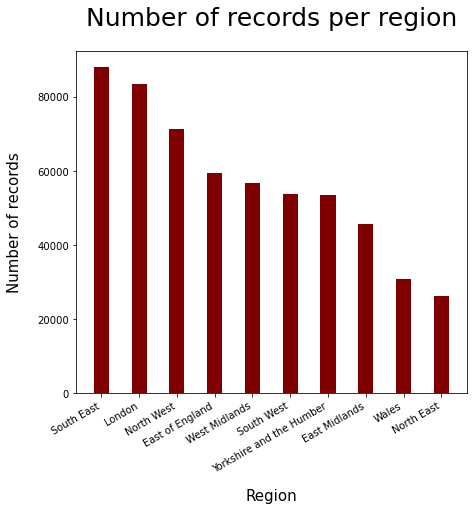 Number of records per region
Number of records
80000
60000
40000
20000
0
South East
London
North West
East of England
West Midlands
South West
Yorkshire and the Humber
East Midlands
Wales
North East
Region